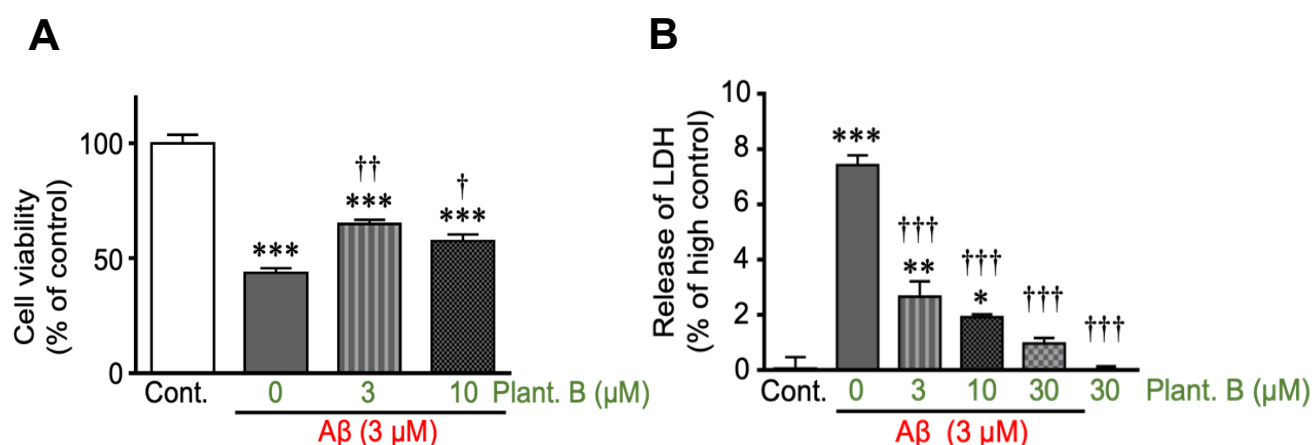 A
Cell viability
(% of control)
100
50
0
***
††
***
†
***
Cont.
0
3
10
Plant. B (µM)
Aβ (3 µM)
B
Release of LDH
(% of high control)
10
8
6
4
2
0
***
†††
**
†††
*
†††
†††
Cont.
0
3
10
30
30
Plant. B (µM)
Aβ (3 µM)